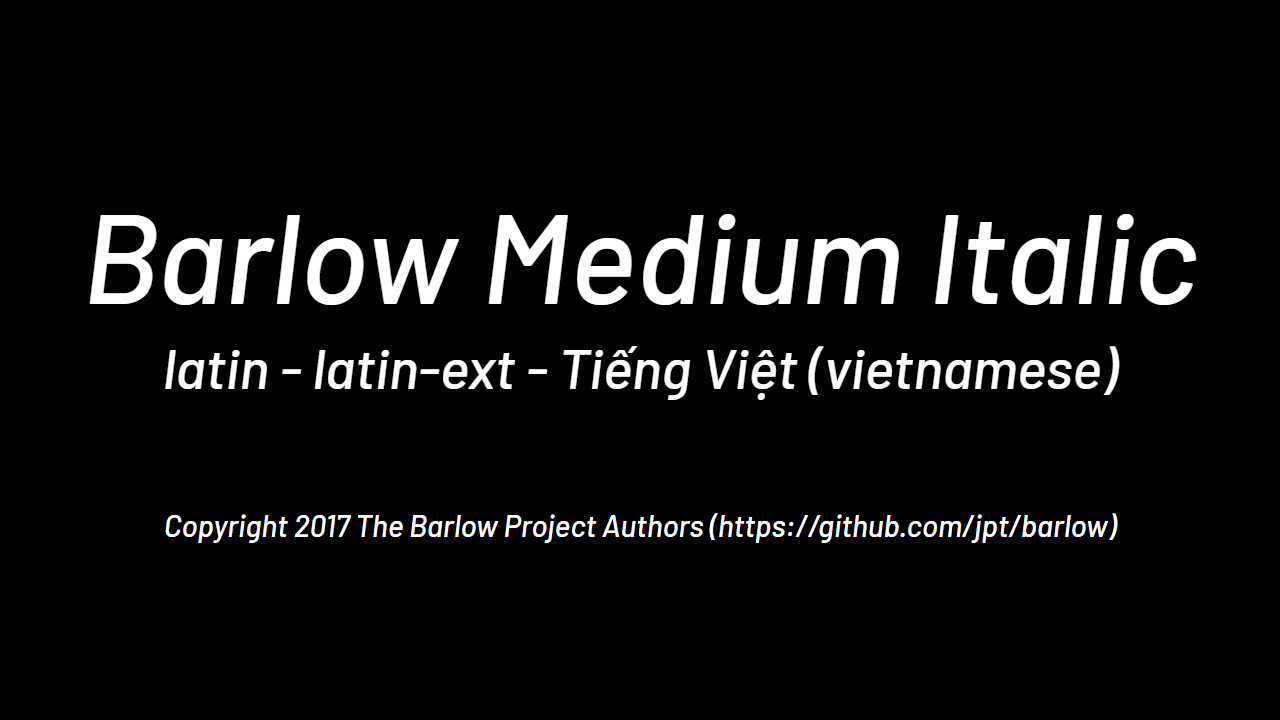 Barlow Medium Italic
latin - latin-ext - Tiếng Việt (vietnamese)
Copyright 2017 The Barlow Project Authors (https://github.com/jpt/barlow)